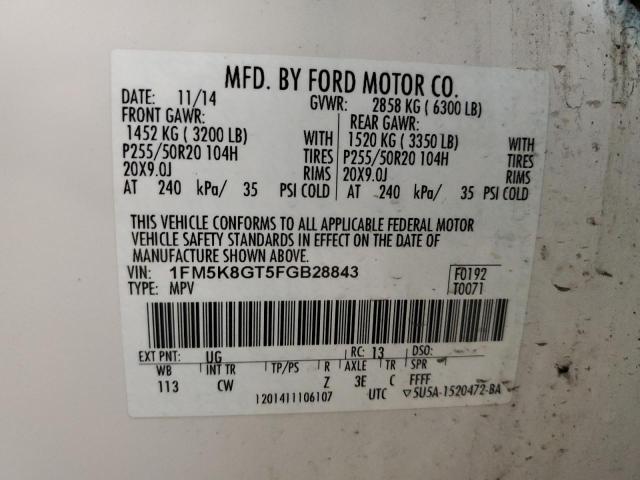 MFD. BY FORD MOTOR CO.
DATE: 11/14 GVWR: 2858 KG ( 6300 LB)
FRONT GAWR: REAR GAWR:
1452 KG ( 3200 LB) WITH 1520 KG ( 3350 LB) WITH
P255/50R20 104H TIRES P255/50R20 104H TIRES
20X9.0J RIMS 20X9.0J RIMS
AT 240 kPa/ 35 PSI COLD AT 240 kPa/ 35 PSI COLD
THIS VEHICLE CONFORMS TO ALL APPLICABLE FEDERAL MOTOR
VEHICLE SAFETY STANDARDS IN EFFECT ON THE DATE OF
MANUFACTURE SHOWN ABOVE.
VIN: 1FM5K8GT5FGB28843 F0192
TYPE: MPV T0071
EXT PNT: UG RC: 13 DSO:
WB INT TR TP/PS R AXLE TR SPR
113 CW Z 3E C FFFF
1201411106107 UTC ▽5U5A-1520472-BA